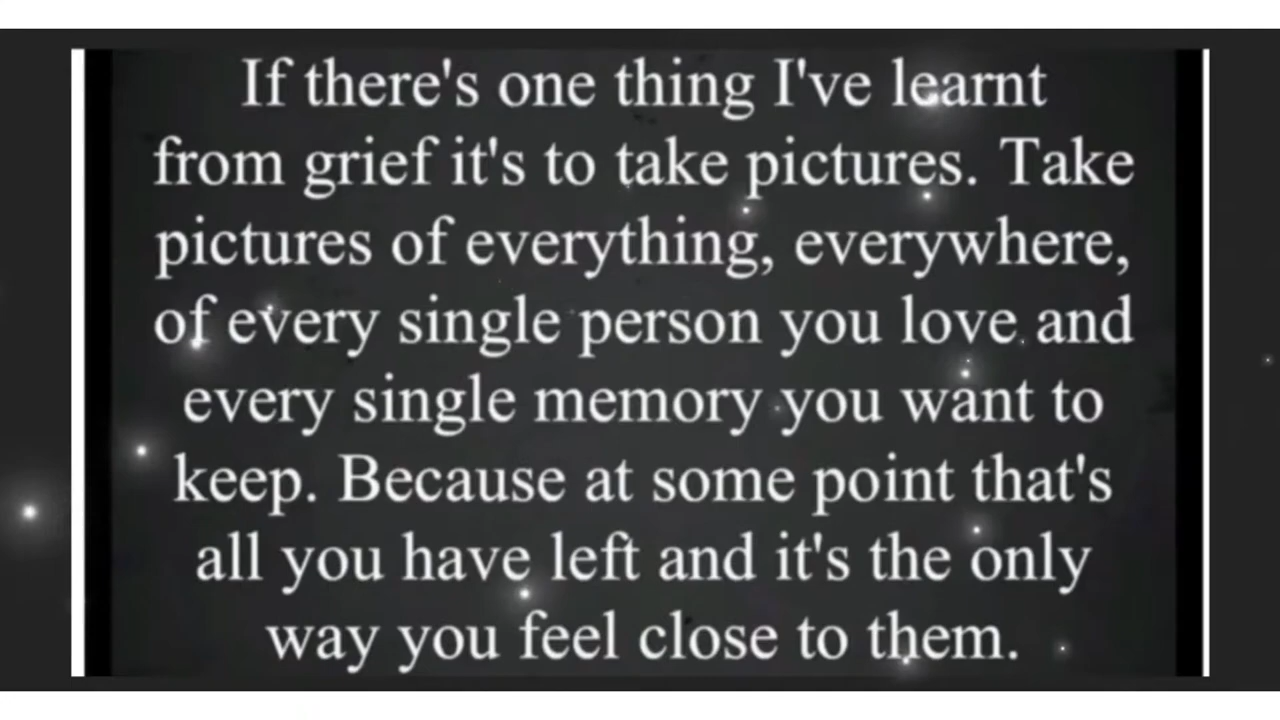 If there's one thing I've learnt
from grief it's to take pictures. Take
pictures of everything, everywhere,
of every single person you love and
every single memory you want to
keep. Because at some point that's
all you have left and it's the only
way you feel close to them.